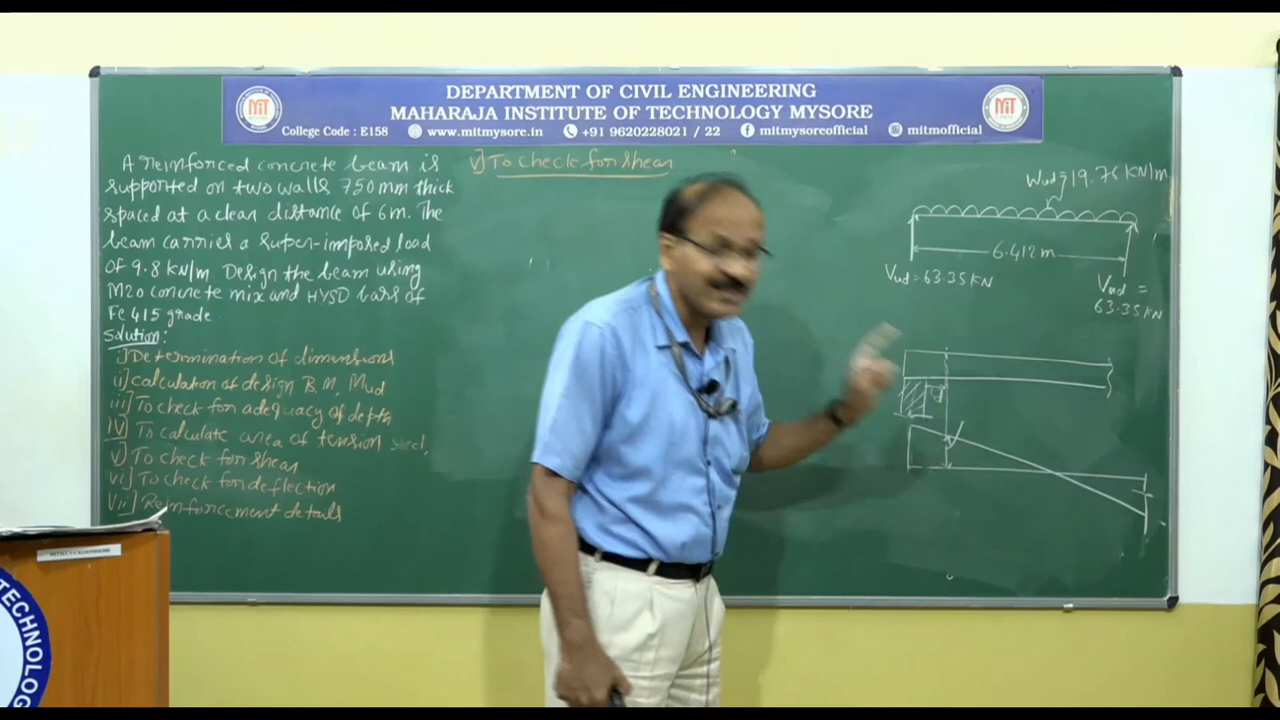 DEPARTMENT OF CIVIL ENGINEERING
MAHARAJA INSTITUTE OF TECHNOLOGY MYSORE
College Code : E158 www.mitmysore.in +91 9620228021 / 22 mitmysoreofficial mitmofficial
MIT
MIT
A reinforced concrete beam is
supported on two walls 750mm thick
spaced at a clear distance of 6m. The
beam carries a super-imposed load
of 9.8 kN/m. Design the beam using
M20 concrete mix and HYSD bars of
Fe 415 grade.
Solution:
i] Determination of dimensions
ii] calculation of design B.M. Mud
iii] To check for adequacy of depth
iv] To calculate area of tension steel.
v] To check for shear
vi] To check for deflection
vii] Reinforcement details
v] To check for shear
Wud = 19.76 kN/m
6.412 m
Vud = 63.35 KN
Vud =
63.35 KN
d
TECHNOLOG